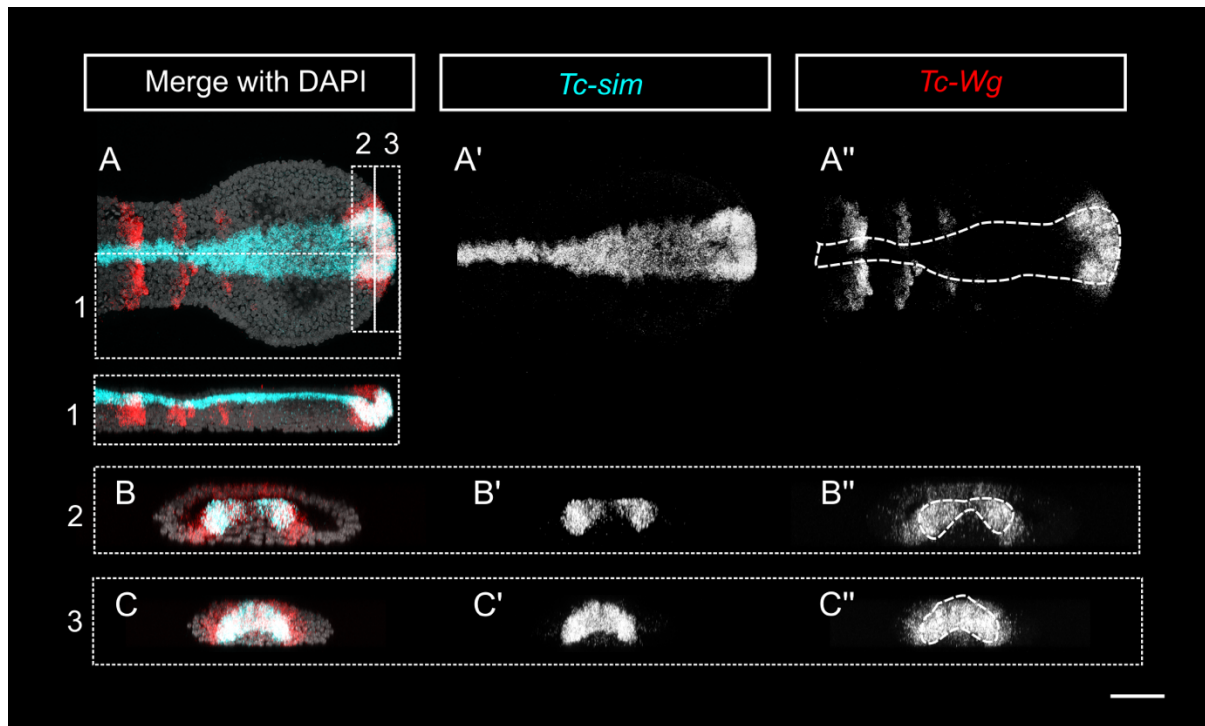 Merge with DAPI Tc-sim Tc-Wg
2 3
A A' A"
1
1
B B' B"
2
C C' C"
3